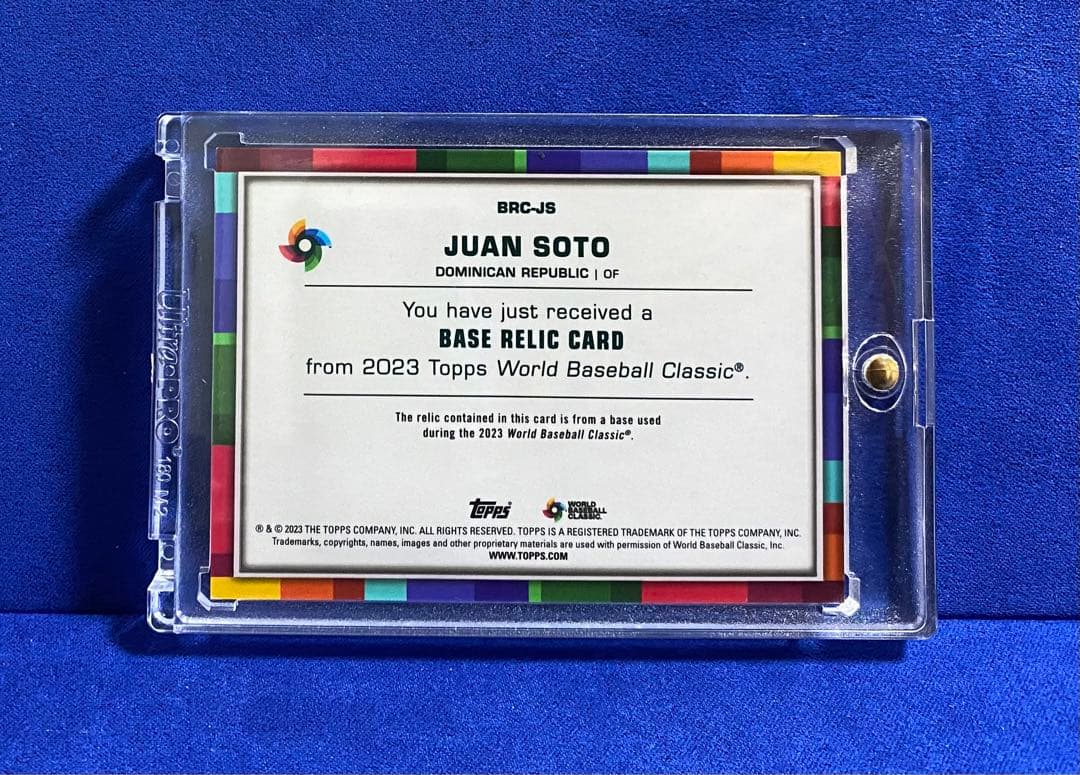 BRC-JS
JUAN SOTO
DOMINICAN REPUBLIC | OF
You have just received a
BASE RELIC CARD
from 2023 Topps World Baseball Classic®.
The relic contained in this card is from a base used
during the 2023 World Baseball Classic®.
topps®
WORLD
BASEBALL
CLASSIC™
® & © 2023 THE TOPPS COMPANY, INC. ALL RIGHTS RESERVED. TOPPS IS A REGISTERED TRADEMARK OF THE TOPPS COMPANY, INC.
Trademarks, copyrights, names, images and other proprietary materials are used with permission of World Baseball Classic, Inc.
WWW.TOPPS.COM
Ultra PRO®